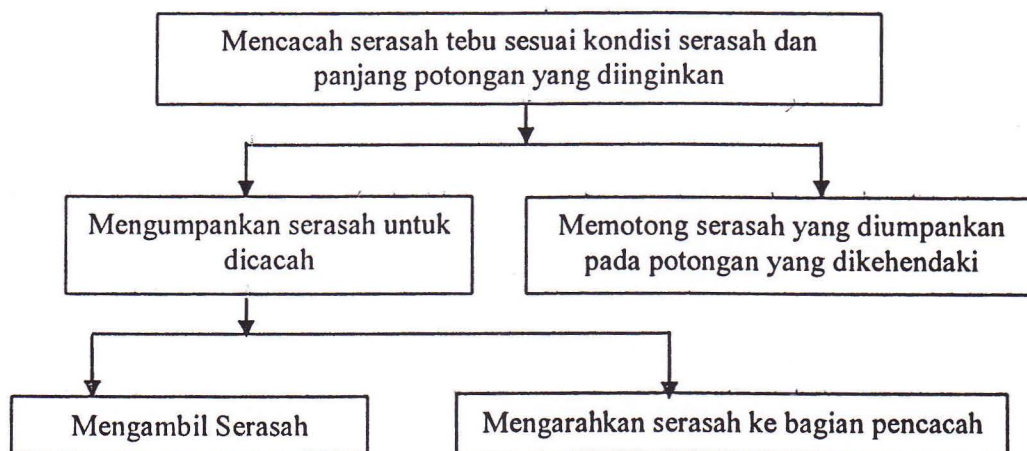 Mencacah serasah tebu sesuai kondisi serasah dan
panjang potongan yang diinginkan
Mengumpankan serasah untuk
dicacah
Memotong serasah yang diumpankan
pada potongan yang dikehendaki
Mengambil Serasah
Mengarahkan serasah ke bagian pencacah